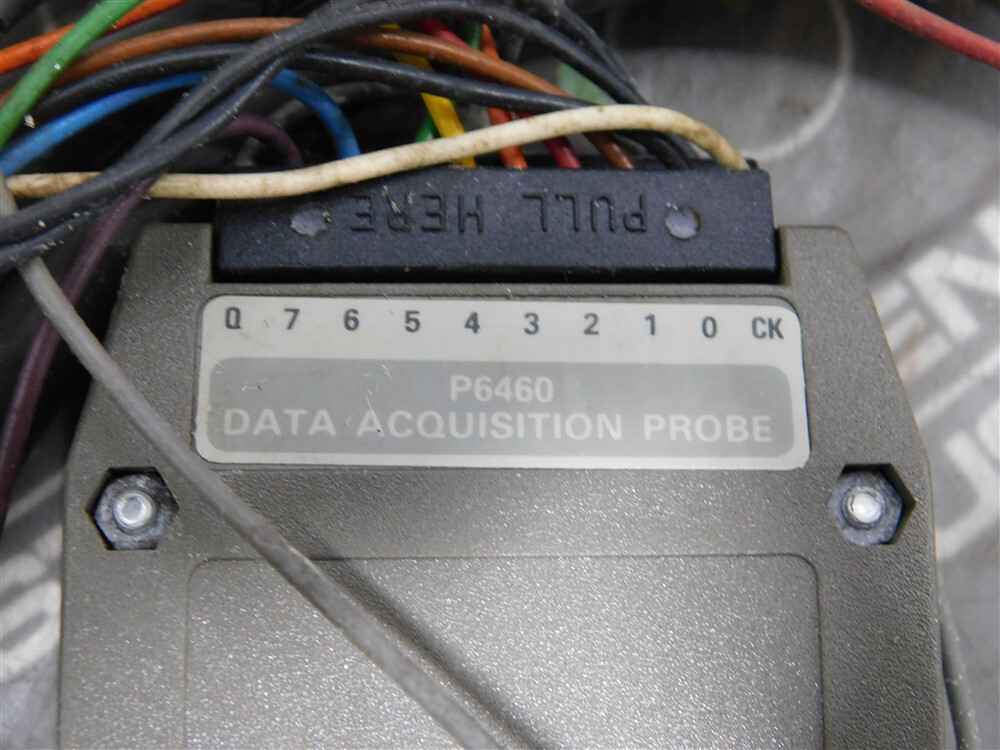 PULL HERE
Q 7 6 5 4 3 2 1 0 CK
P6460
DATA ACQUISITION PROBE